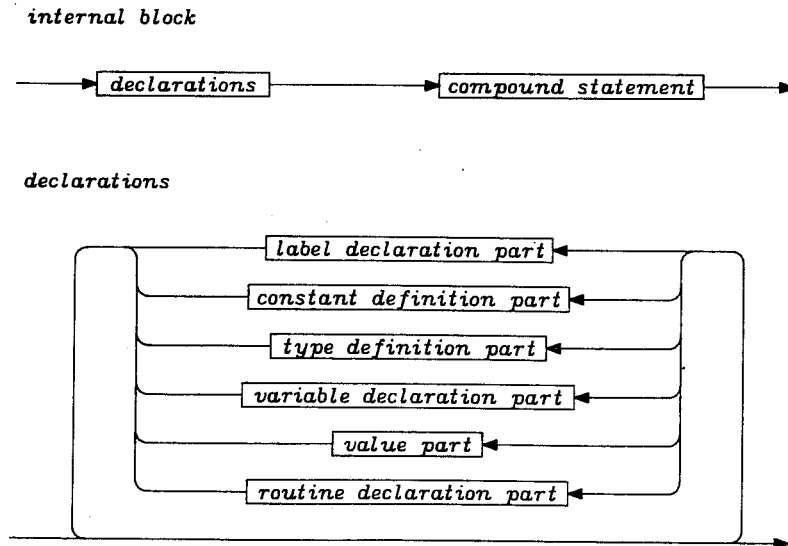 internal block
declarations
compound statement
declarations
label declaration part
constant definition part
type definition part
variable declaration part
value part
routine declaration part